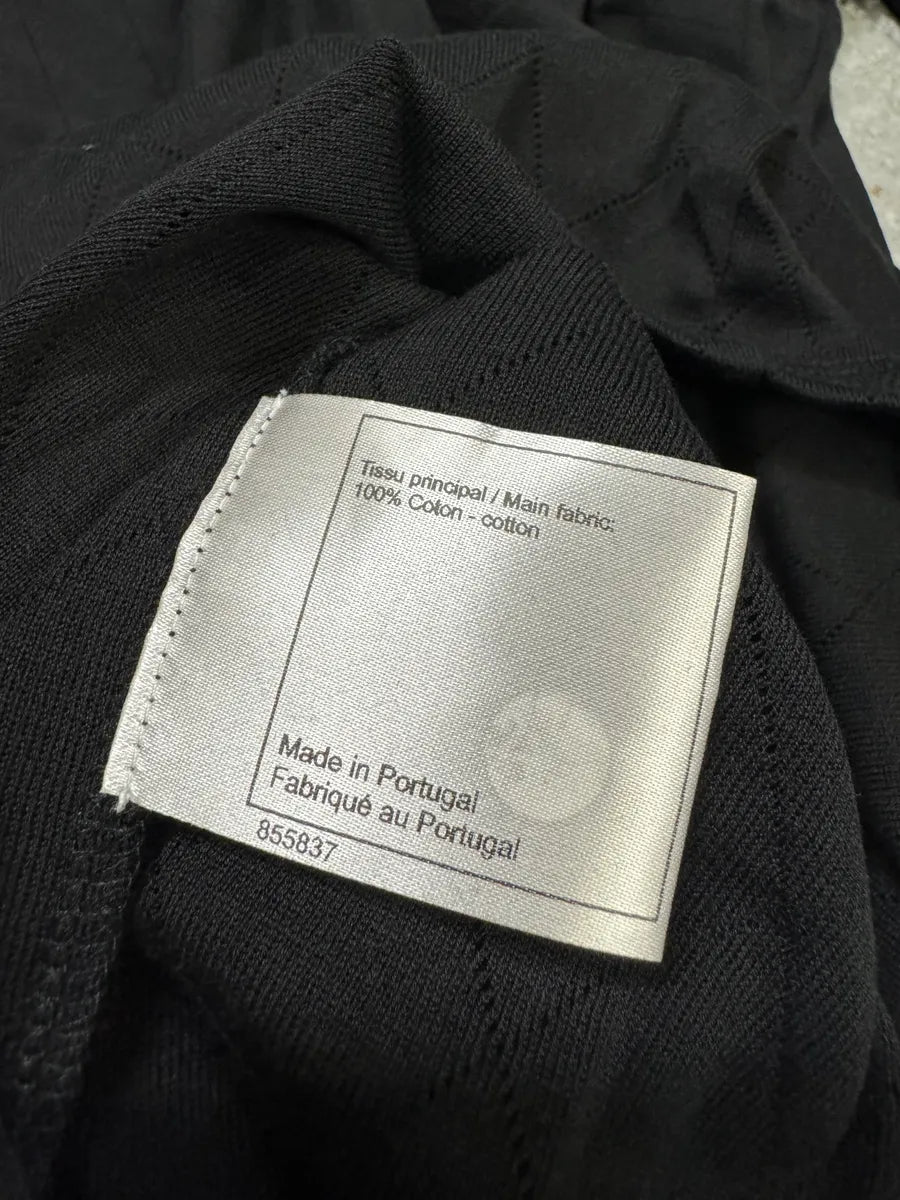 Tissu principal / Main fabric:
100% Coton - cotton
Made in Portugal
Fabriqué au Portugal
855837